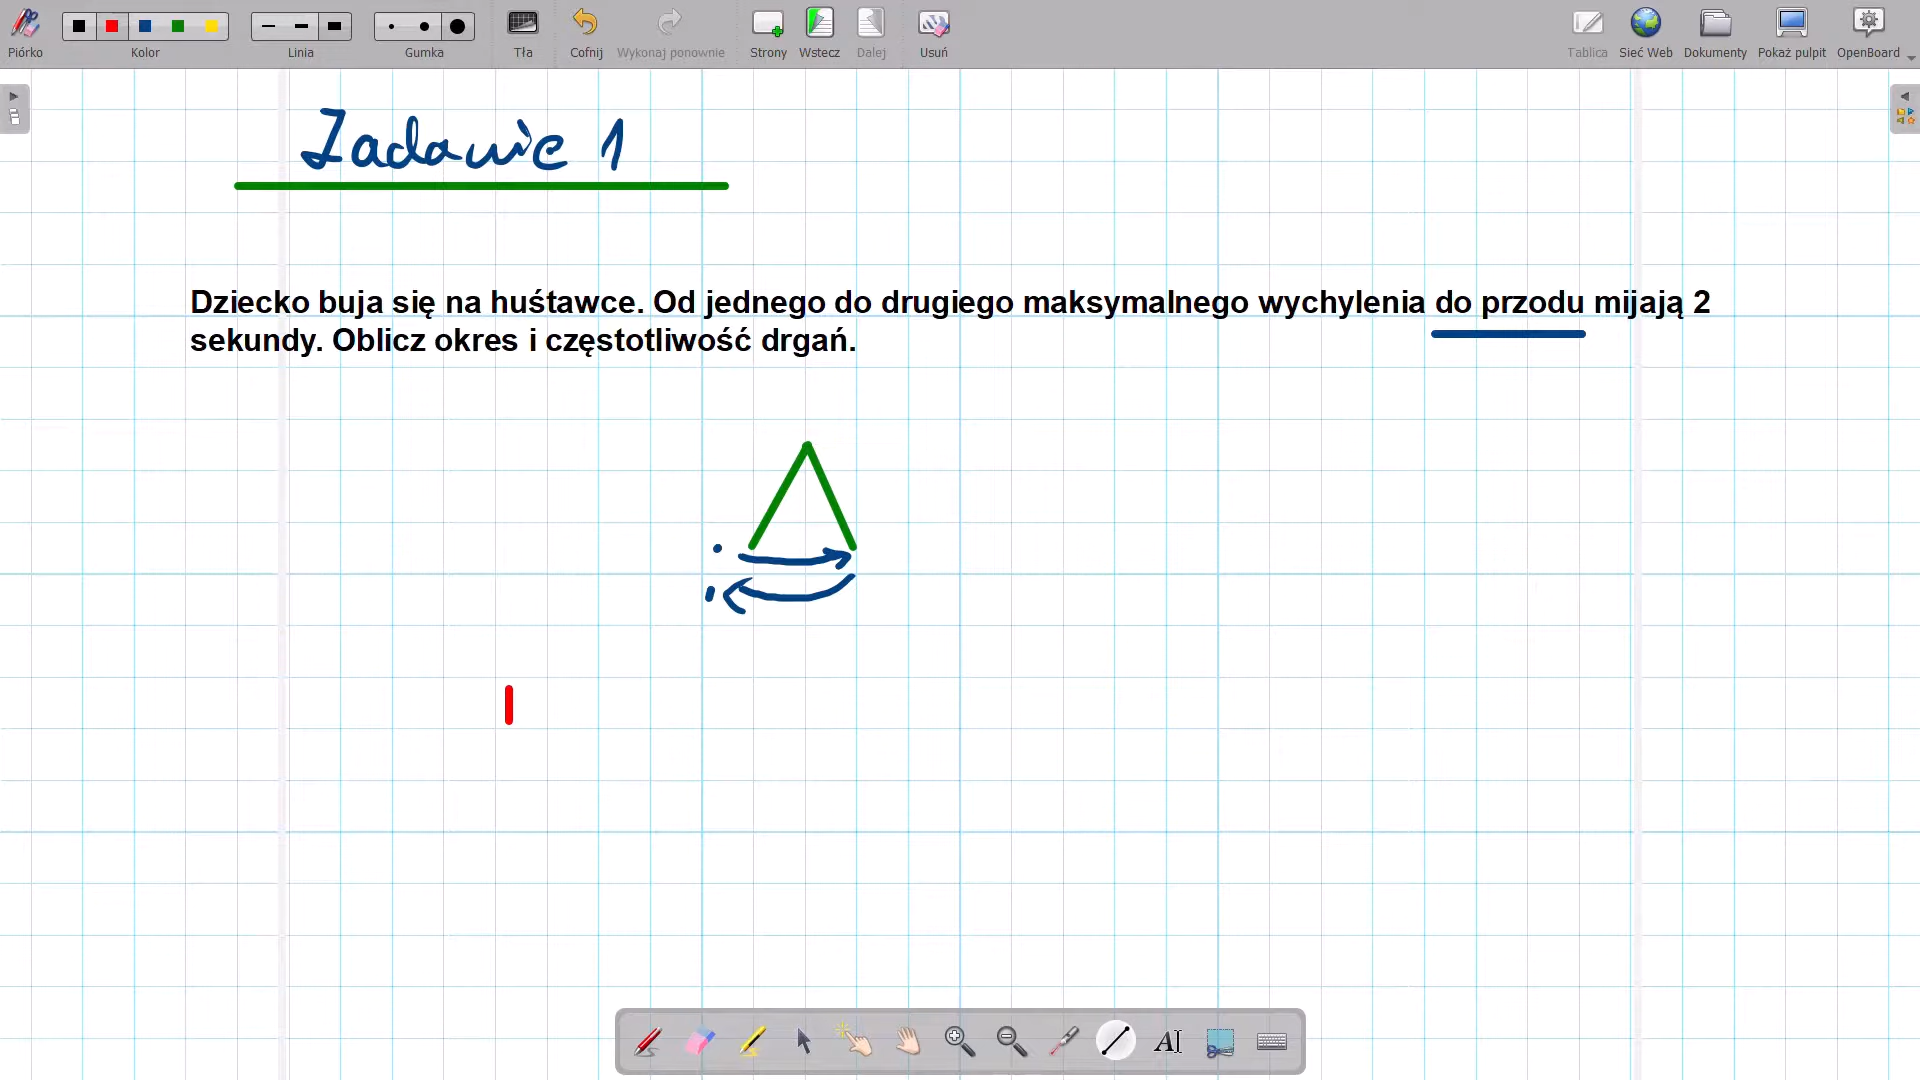 Piórko
Kolor
Linia
Gumka
Tła
Cofnij
Wykonaj ponownie
Strony
Wstecz
Dalej
Usuń
Tablica
Sieć Web
Dokumenty
Pokaż pulpit
OpenBoard
Zadanie 1
Dziecko buja się na huśtawce. Od jednego do drugiego maksymalnego wychylenia do przodu mijają 2
sekundy. Oblicz okres i częstotliwość drgań.